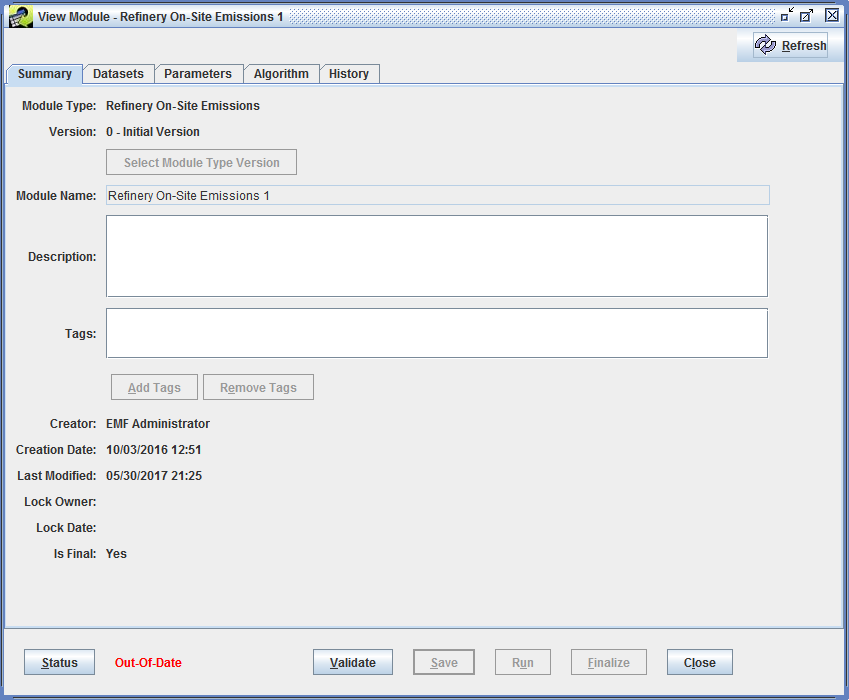 View Module - Refinery On-Site Emissions 1
Refresh
Summary Datasets Parameters Algorithm History
Module Type: Refinery On-Site Emissions
Version: 0 - Initial Version
Select Module Type Version
Module Name: Refinery On-Site Emissions 1
Description:
Tags:
Add Tags Remove Tags
Creator: EMF Administrator
Creation Date: 10/03/2016 12:51
Last Modified: 05/30/2017 21:25
Lock Owner:
Lock Date:
Is Final: Yes
Status Out-Of-Date Validate Save Run Finalize Close